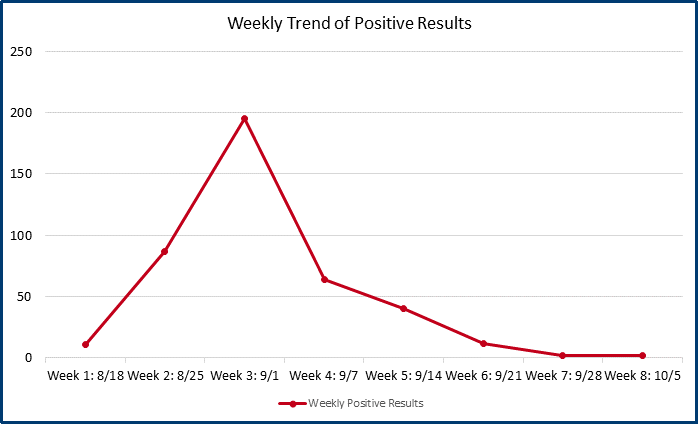 Weekly Trend of Positive Results
250
200
150
100
50
0
Week 1: 8/18 Week 2: 8/25 Week 3: 9/1 Week 4: 9/7 Week 5: 9/14 Week 6: 9/21 Week 7: 9/28 Week 8: 10/5
Weekly Positive Results